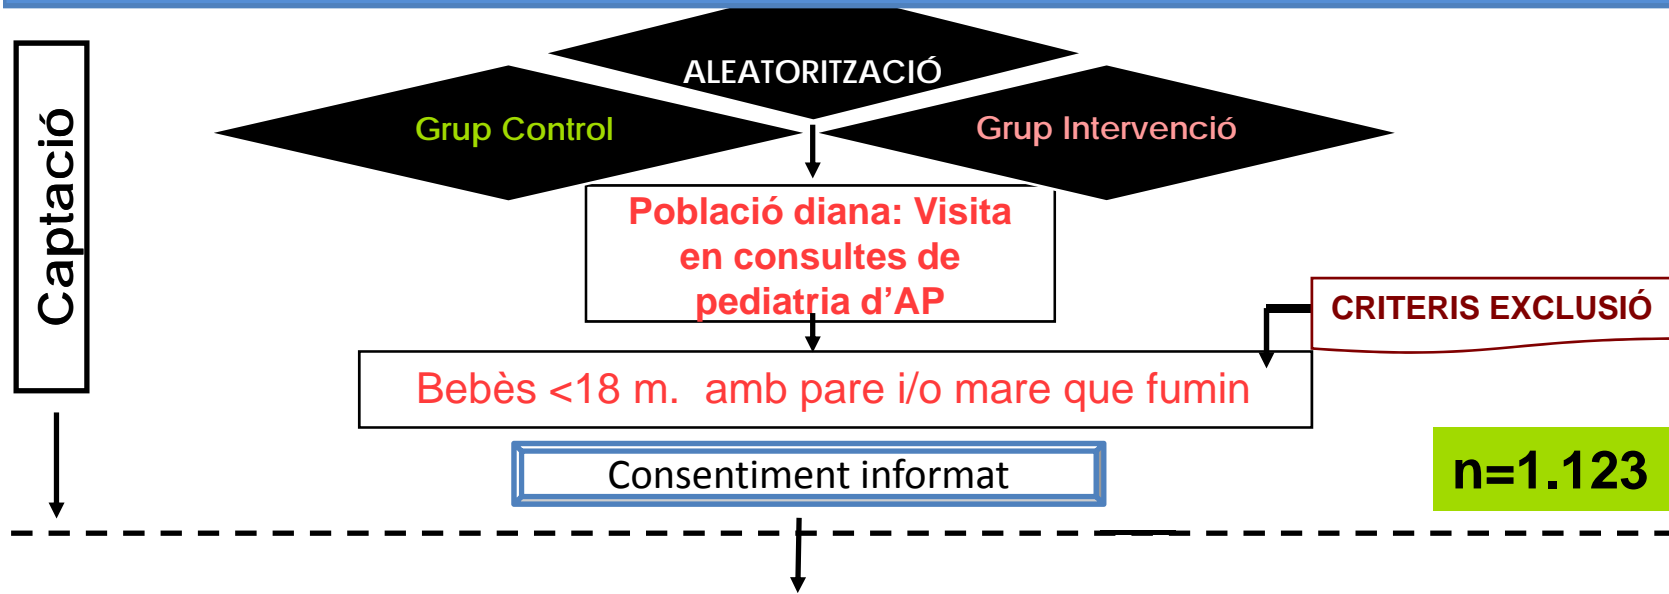 ALEATORITZACIÓ
Grup Control
Grup Intervenció
Captació
Població diana: Visita
en consultes de
pediatria d’AP
CRITERIS EXCLUSIÓ
Bebès <18 m. amb pare i/o mare que fumin
Consentiment informat
n=1.123